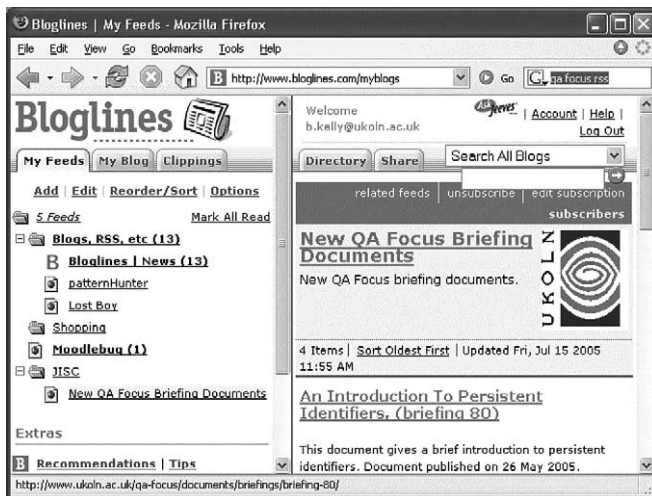 Bloglines | My Feeds - Mozilla Firefox
File Edit View Go Bookmarks Tools Help
B http://www.bloglines.com/myblogs Go G qa focus rss
Bloglines
My Feeds My Blog Clippings
Add | Edit | Reorder/Sort | Options
5 Feeds Mark All Read
Blogs, RSS, etc (13)
B Bloglines | News (13)
patternHunter
Lost Boy
Shopping
Moodlebug (1)
JISC
New QA Focus Briefing Documents
Extras
B Recommendations | Tips
Welcome
b.kelly@ukoln.ac.uk
Ask Jeeves | Account | Help |
Log Out
Directory Share Search All Blogs
related feeds | unsubscribe | edit subscription
subscribers
New QA Focus Briefing
Documents
New QA Focus briefing documents.
UKOLN
4 Items | Sort Oldest First | Updated Fri, Jul 15 2005
11:55 AM
An Introduction To Persistent
Identifiers, (briefing 80)
This document gives a brief introduction to persistent
identifiers. Document published on 26 May 2005.
http://www.ukoln.ac.uk/qa-focus/documents/briefings/briefing-80/